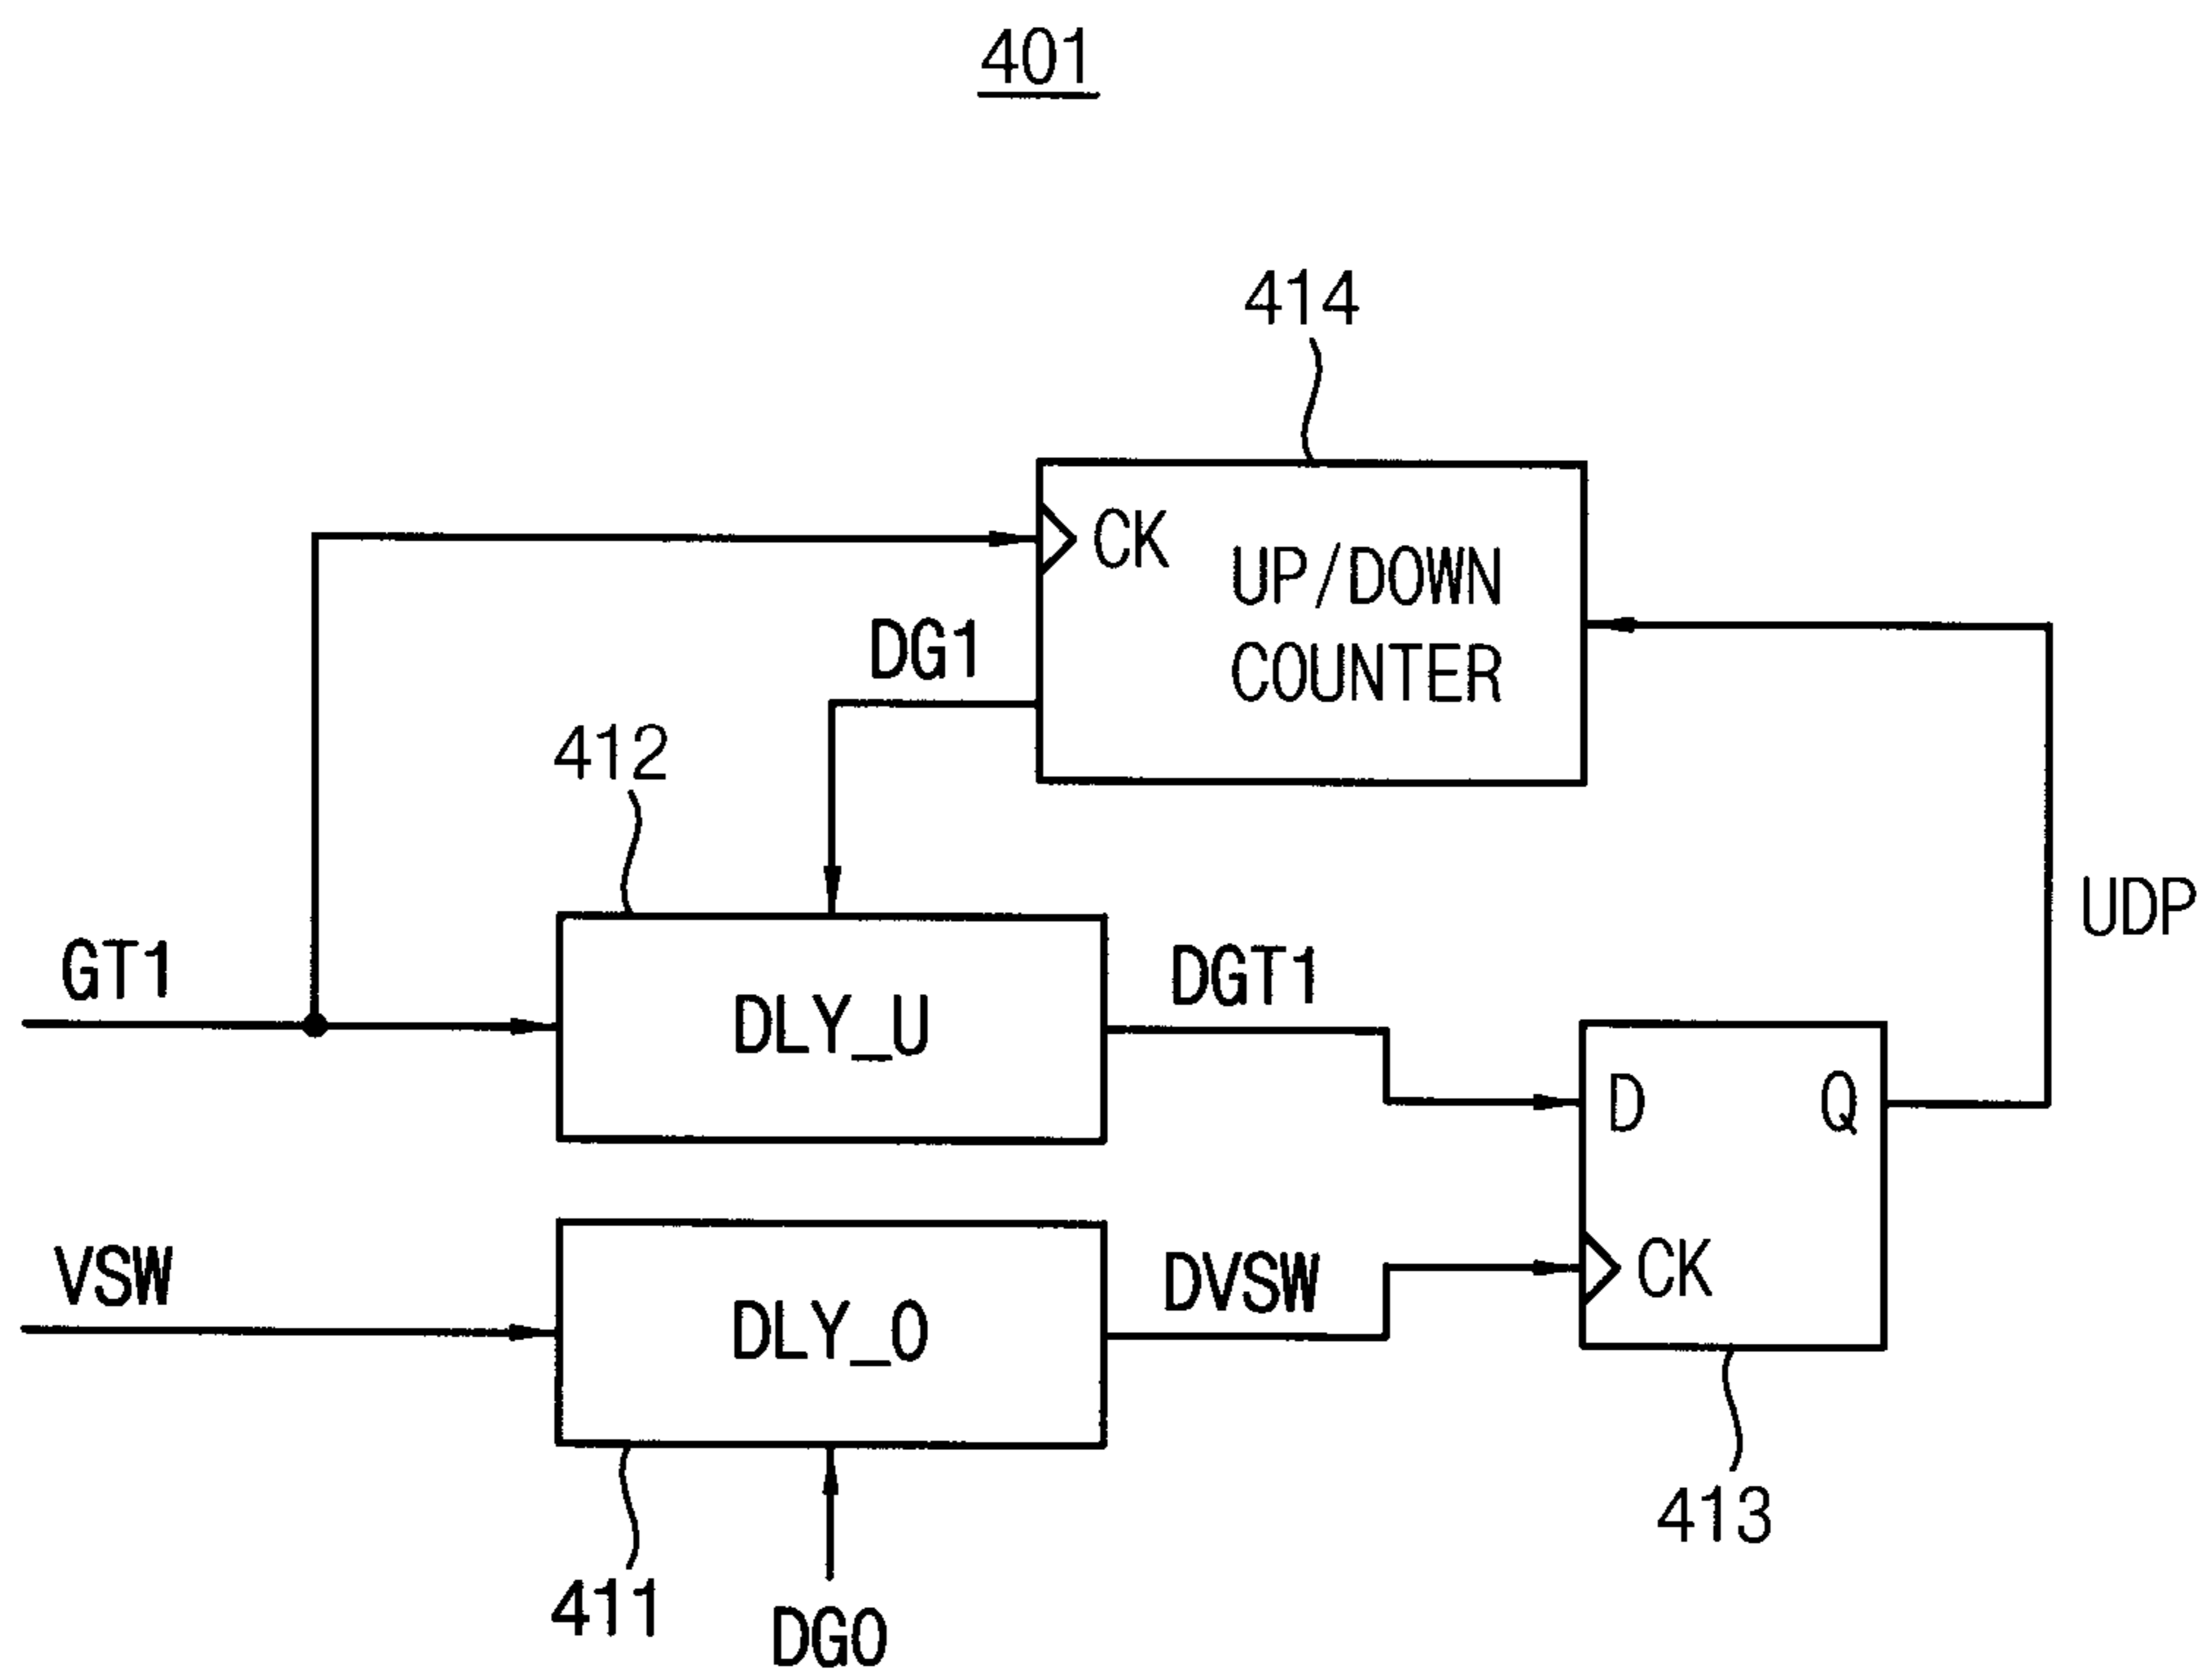 401
414
CK
UP/DOWN
COUNTER
DG1
412
UDP
GT1
DLY_U
DGT1
D
Q
VSW
DLY_0
DVSW
CK
413
411
DG0